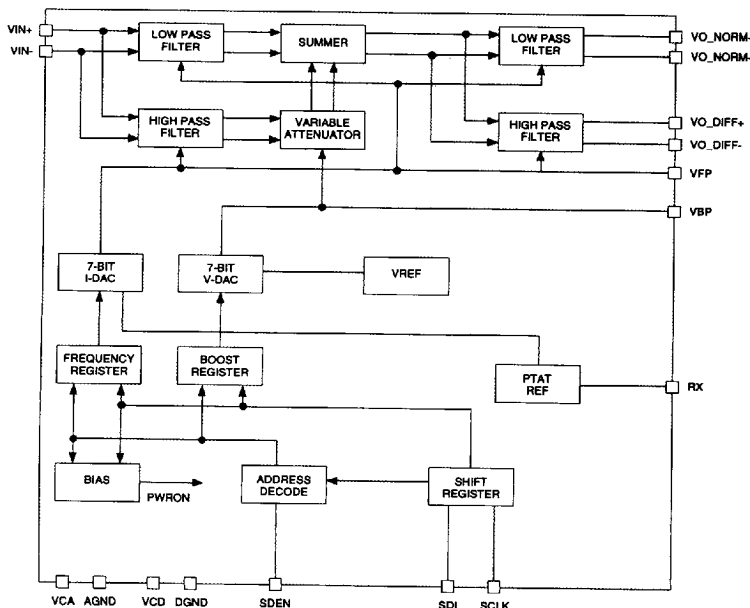 VIN+
VIN-
LOW PASS
FILTER
SUMMER
LOW PASS
FILTER
VO_NORM-
VO_NORM-
HIGH PASS
FILTER
VARIABLE
ATTENUATOR
HIGH PASS
FILTER
VO_DIFF+
VO_DIFF-
VFP
VBP
7-BIT
I-DAC
7-BIT
V-DAC
VREF
FREQUENCY
REGISTER
BOOST
REGISTER
PTAT
REF
RX
BIAS
PWRON
ADDRESS
DECODE
SHIFT
REGISTER
VCA
AGND
VCD
DGND
SDEN
SDI
SCLK